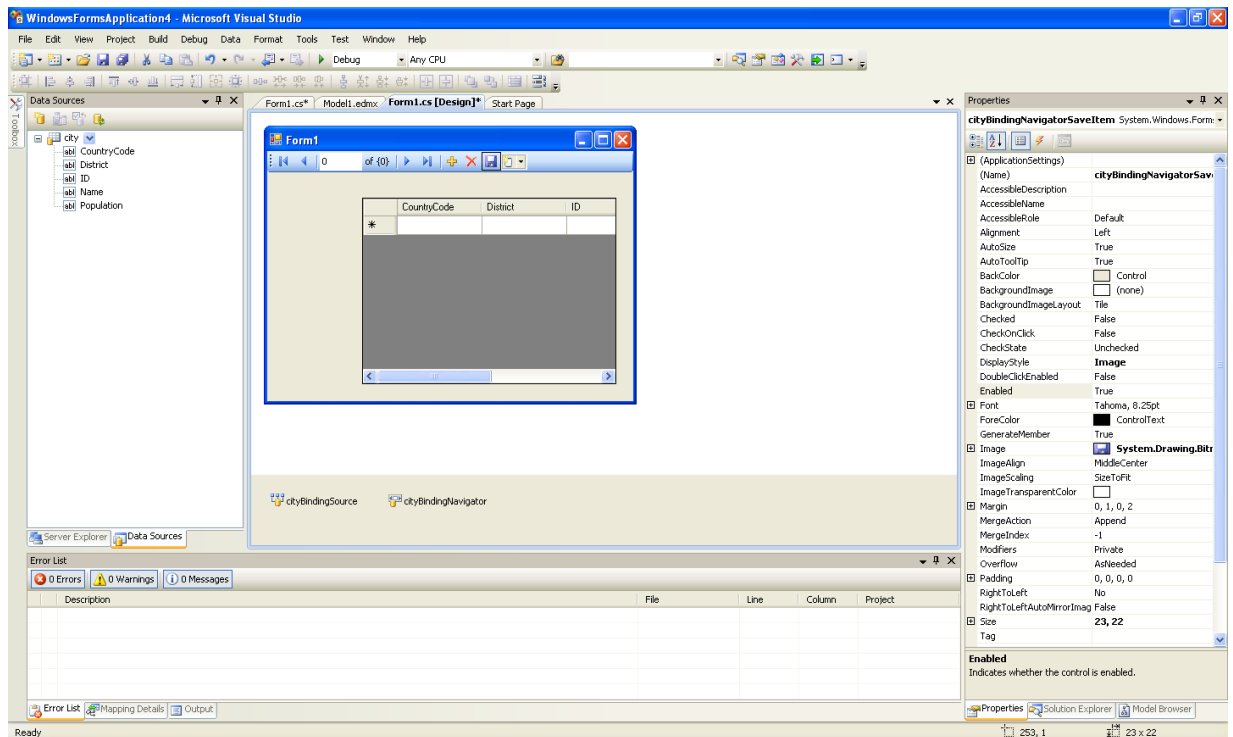 WindowsFormsApplication4 - Microsoft Visual Studio
File Edit View Project Build Debug Data Format Tools Test Window Help
Debug Any CPU
Toolbox
Data Sources
city
CountryCode
District
ID
Name
Population
Server Explorer Data Sources
Form1.cs* Model1.edmx Form1.cs [Design]* Start Page
Form1
0 of {0}
CountryCode District ID
cityBindingSource cityBindingNavigator
Error List
0 Errors 0 Warnings 0 Messages
Description File Line Column Project
Error List Mapping Details Output
Properties
cityBindingNavigatorSaveItem System.Windows.Form
(ApplicationSettings)
(Name) cityBindingNavigatorSav
AccessibleDescription
AccessibleName
AccessibleRole Default
Alignment Left
AutoSize True
AutoToolTip True
BackColor Control
BackgroundImage (none)
BackgroundImageLayout Tile
Checked False
CheckOnClick False
CheckState Unchecked
DisplayStyle Image
DoubleClickEnabled False
Enabled True
Font Tahoma, 8.25pt
ForeColor ControlText
GenerateMember True
Image System.Drawing.Bitr
ImageAlign MiddleCenter
ImageScaling SizeToFit
ImageTransparentColor
Margin 0, 1, 0, 2
MergeAction Append
MergeIndex -1
Modifiers Private
Overflow AsNeeded
Padding 0, 0, 0, 0
RightToLeft No
RightToLeftAutoMirrorImag False
Size 23, 22
Tag
Enabled
Indicates whether the control is enabled.
Properties Solution Explorer Model Browser
Ready 253, 1 23 x 22